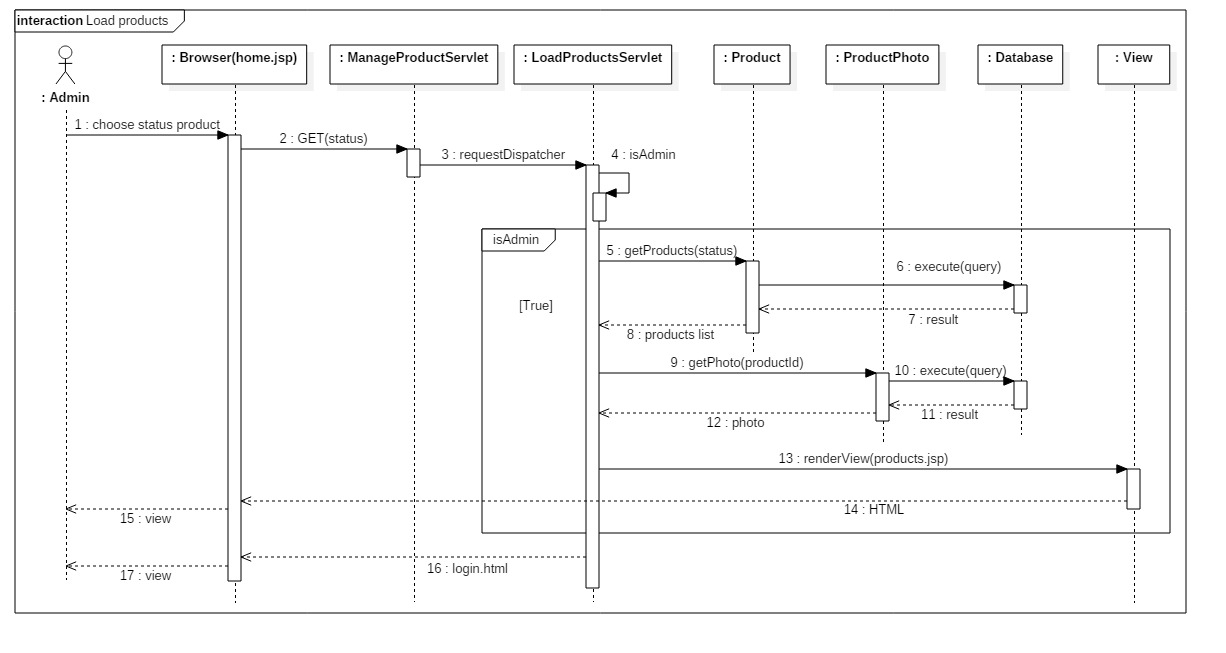 interaction Load products
: Admin
: Browser(home.jsp)
: ManageProductServlet
: LoadProductsServlet
: Product
: ProductPhoto
: Database
: View
1 : choose status product
2 : GET(status)
3 : requestDispatcher
4 : isAdmin
isAdmin
5 : getProducts(status)
6 : execute(query)
[True]
7 : result
8 : products list
9 : getPhoto(productId)
10 : execute(query)
11 : result
12 : photo
13 : renderView(products.jsp)
14 : HTML
15 : view
16 : login.html
17 : view